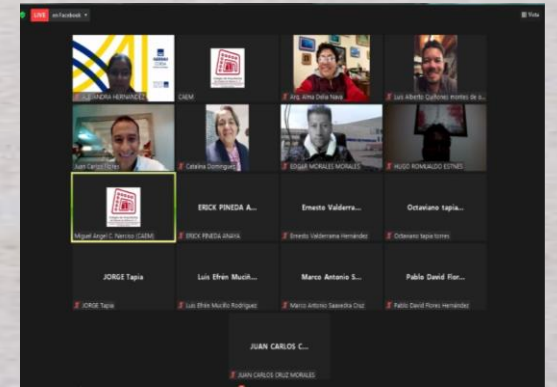 LIVE en Facebook
Vista
ALEJANDRA HERNÁNDEZ
CAEM
Arq. Alma Delia Nava
Luis Alberto Quiñones montes de o...
Juan Carlos Flores
Catalina Domínguez
EDGAR MORALES MORALES
HUGO ROMUALDO ESTNES
Miguel Angel C. Narciso (CAEM)
ERICK PINEDA A...
ERICK PINEDA ANAYA
Ernesto Valderra...
Ernesto Valderrama Hernández
Octaviano tapia...
Octaviano tapia torres
JORGE Tapia
JORGE Tapia
Luis Efrén Muciñ...
Luis Efrén Muciño Rodríguez
Marco Antonio S...
Marco Antonio Saavedra Cruz
Pablo David Flor...
Pablo David Flores Hernández
JUAN CARLOS C...
JUAN CARLOS CRUZ MORALES